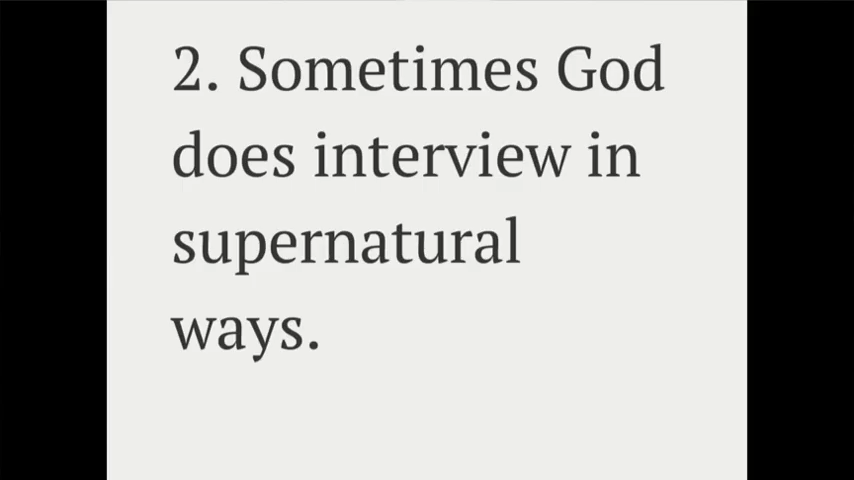 2. Sometimes God
does interview in
supernatural
ways.